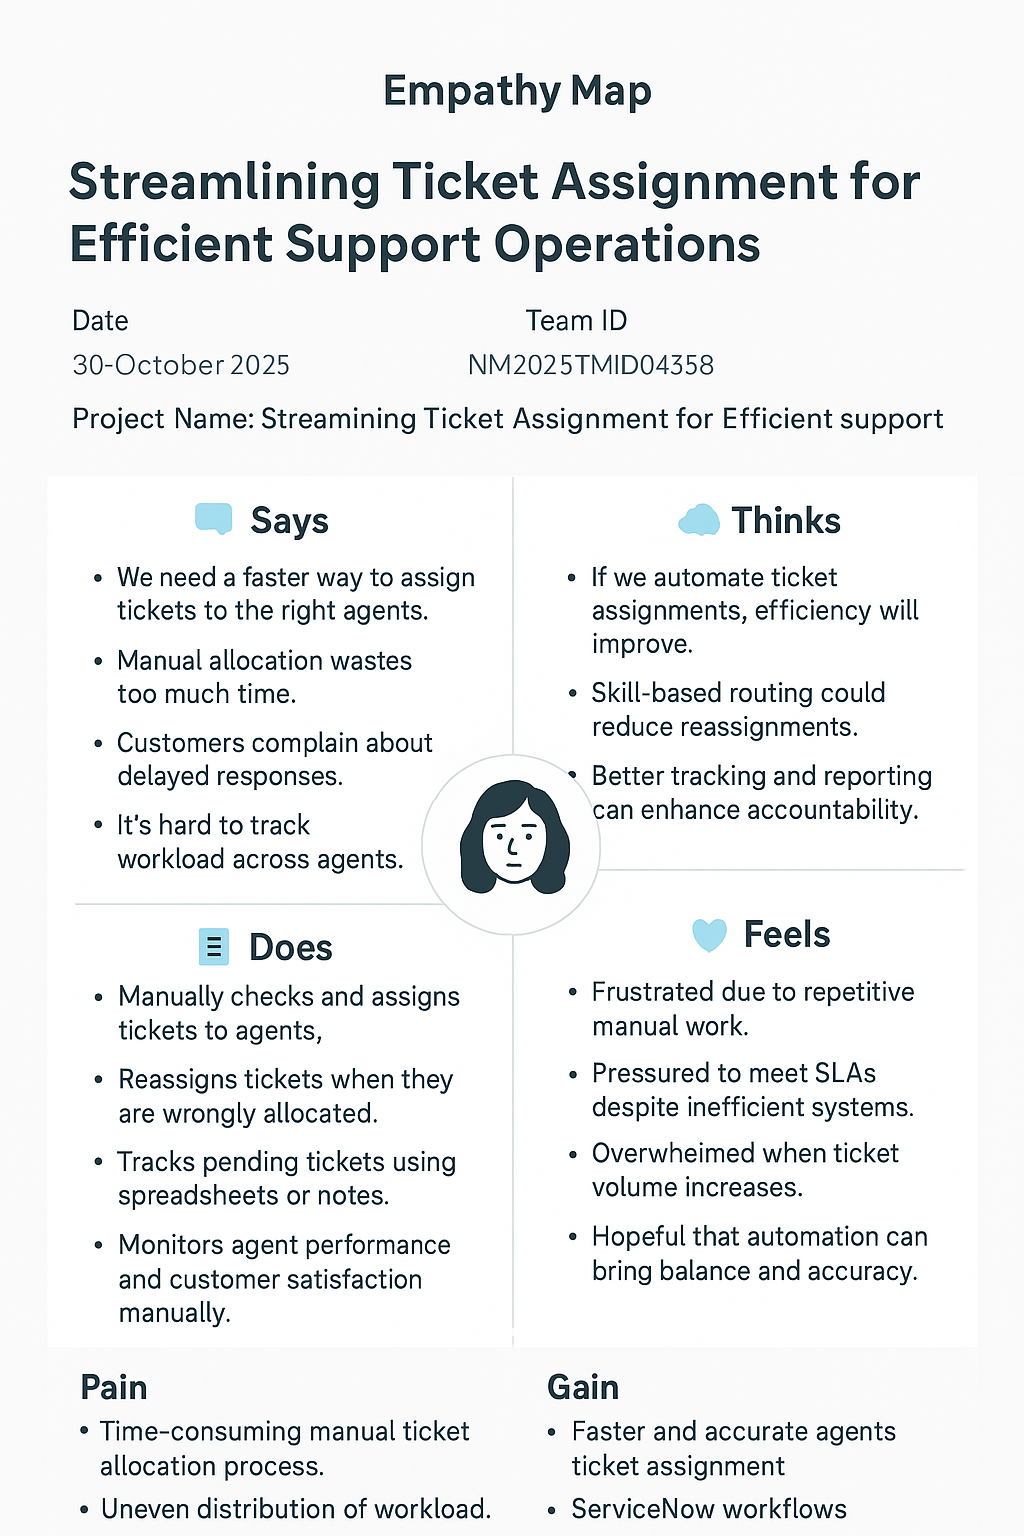 Empathy Map
Streamlining Ticket Assignment for
Efficient Support Operations
Date
30-October 2025
Team ID
NM2025TMID04358
Project Name: Streamining Ticket Assignment for Efficient support
Says
• We need a faster way to assign
tickets to the right agents.
• Manual allocation wastes
too much time.
• Customers complain about
delayed responses.
• It's hard to track
workload across agents.
Thinks
• If we automate ticket
assignments, efficiency will
improve.
• Skill-based routing could
reduce reassignments.
• Better tracking and reporting
can enhance accountability.
Does
• Manually checks and assigns
tickets to agents,
• Reassigns tickets when they
are wrongly allocated.
• Tracks pending tickets using
spreadsheets or notes.
• Monitors agent performance
and customer satisfaction
manually.
Feels
• Frustrated due to repetitive
manual work.
• Pressured to meet SLAs
despite inefficient systems.
• Overwheimed when ticket
volume increases.
• Hopeful that automation can
bring balance and accuracy.
Pain
• Time-consuming manual ticket
allocation process.
• Uneven distribution of workload.
Gain
• Faster and accurate agents
ticket assignment
• ServiceNow workflows